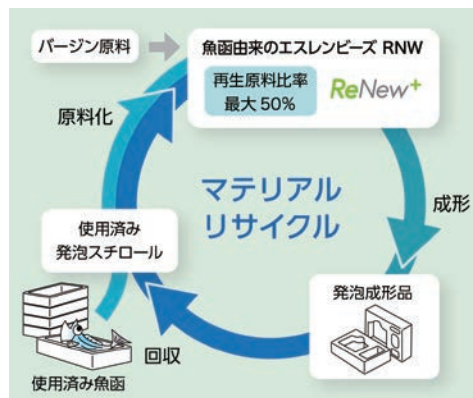 バージン原料
魚函由来のエスレンビーズ RNW
再生原料比率
最大 50%
ReNew+
原料化
マテリアル
リサイクル
成形
使用済み
発泡スチロール
発泡成形品
回収
使用済み魚函